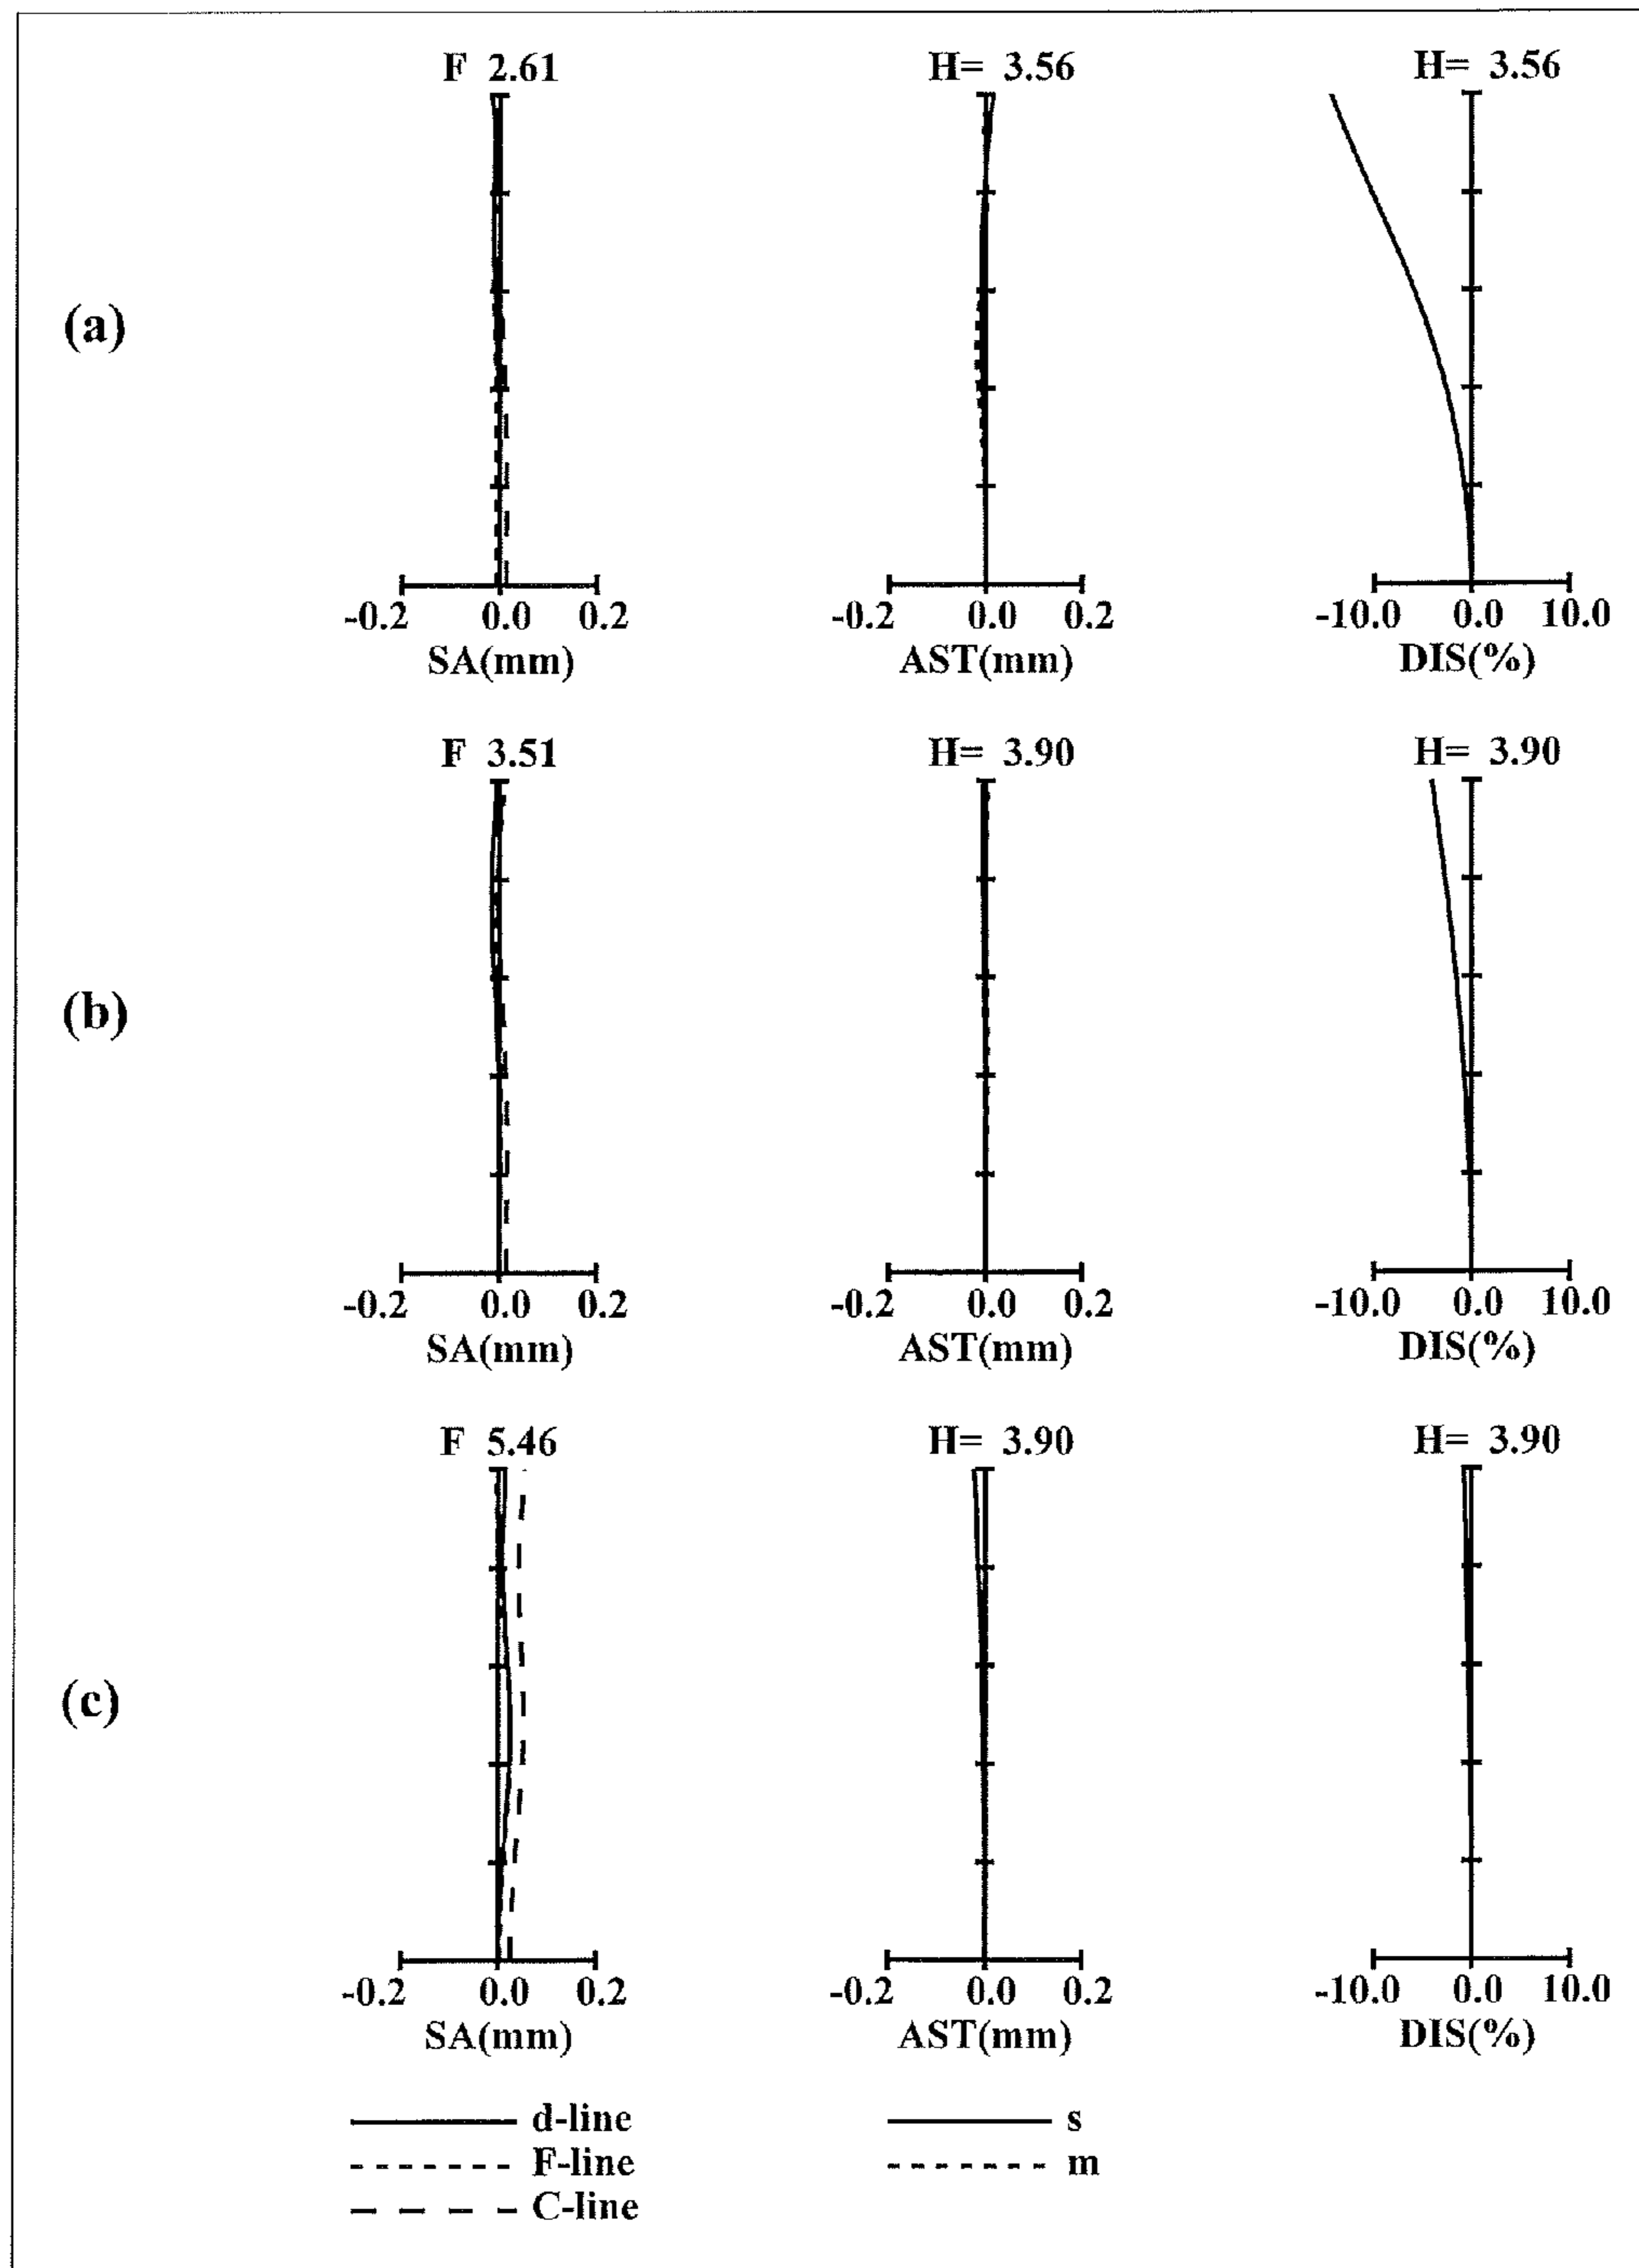 F 2.61 H= 3.56 H= 3.56
(a)
-0.2 0.0 0.2 -0.2 0.0 0.2 -10.0 0.0 10.0
SA(mm) AST(mm) DIS(%)
F 3.51 H= 3.90 H= 3.90
(b)
-0.2 0.0 0.2 -0.2 0.0 0.2 -10.0 0.0 10.0
SA(mm) AST(mm) DIS(%)
F 5.46 H= 3.90 H= 3.90
(c)
-0.2 0.0 0.2 -0.2 0.0 0.2 -10.0 0.0 10.0
SA(mm) AST(mm) DIS(%)
d-line s
F-line m
C-line